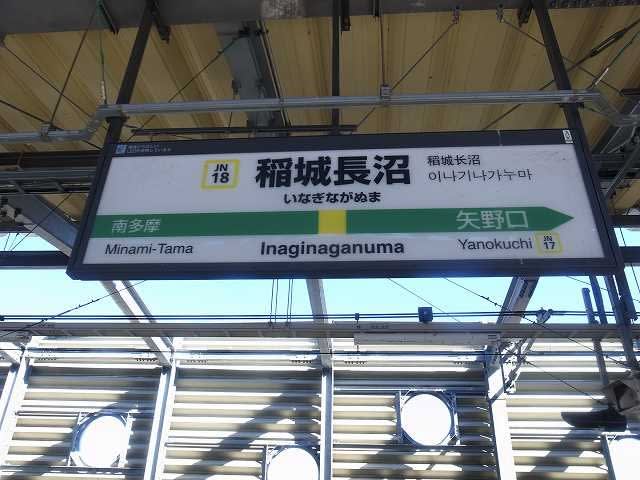 JN
18
稲城長沼
いなぎながぬま
稲城长沼
이나기나가누마
南多摩
矢野口
Minami-Tama
Inaginaganuma
Yanokuchi
JN
17